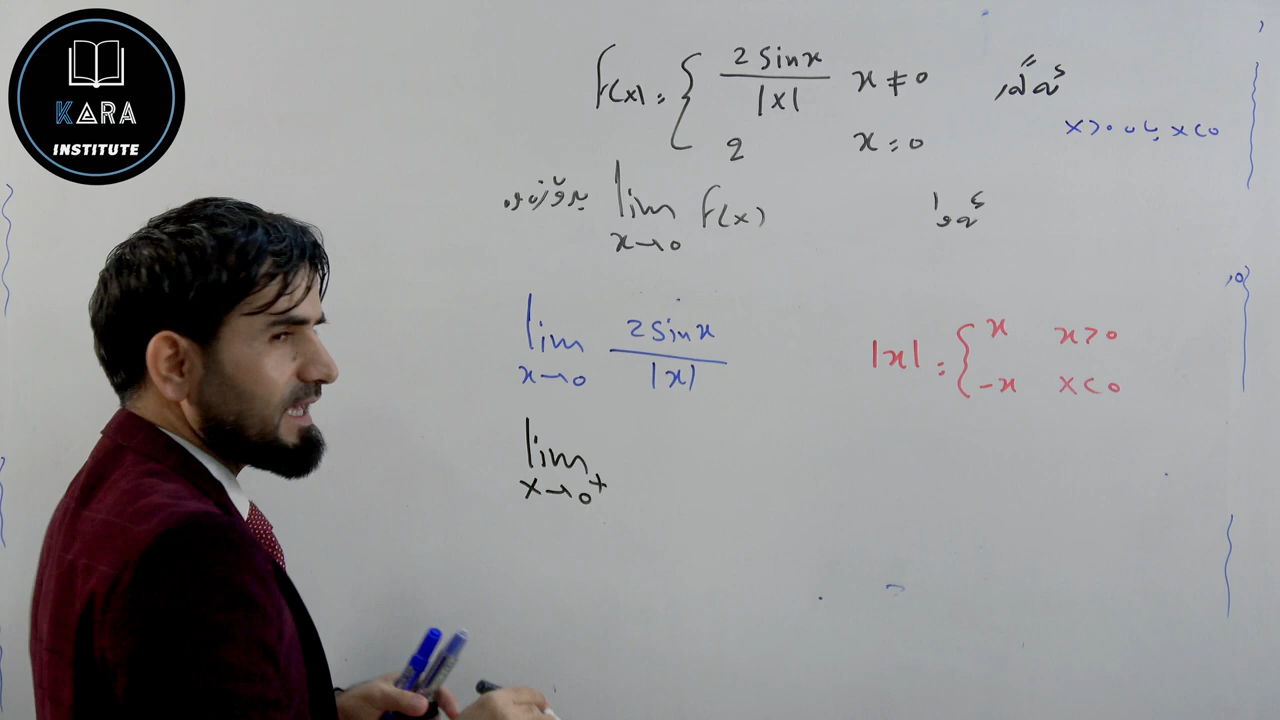 KARA
INSTITUTE
f(x) = { 2 sin x / |x| x ≠ 0 ئەگەر
2 x = 0
x > 0 یا x < 0
lim x→0 f(x) بدۆزەوە
ئەوا
lim x→0 2 sin x / |x|
|x| = { x x > 0
-x x < 0
lim x→0+